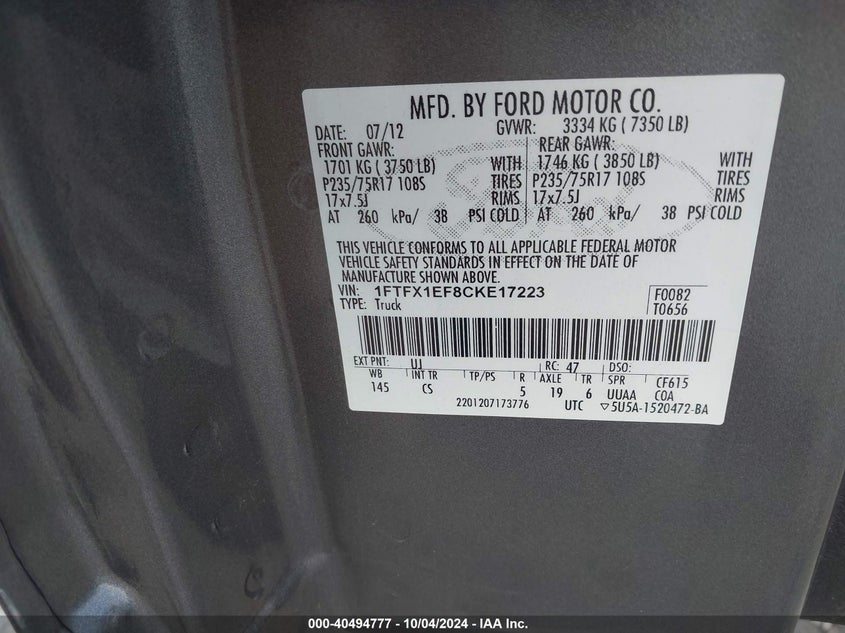 MFD. BY FORD MOTOR CO.
DATE: 07/12 GVWR: 3334 KG ( 7350 LB)
FRONT GAWR: REAR GAWR:
1701 KG ( 3750 LB) WITH 1746 KG ( 3850 LB) WITH
P235/75R17 108S TIRES P235/75R17 108S TIRES
17x7.5J RIMS 17x7.5J RIMS
AT 260 kPa/ 38 PSI COLD AT 260 kPa/ 38 PSI COLD
THIS VEHICLE CONFORMS TO ALL APPLICABLE FEDERAL MOTOR
VEHICLE SAFETY STANDARDS IN EFFECT ON THE DATE OF
MANUFACTURE SHOWN ABOVE.
VIN: 1FTFX1EF8CKE17223 F0082
TYPE: Truck T0656
EXT PNT: UJ RC: 47 DSO:
WB INT TR TP/PS R AXLE TR SPR CF615
145 CS 5 19 6 UUAA COA
2201207173776 UTC ▽5U5A-1520472-BA
Ford
000-40494777 - 10/04/2024 - IAA Inc.